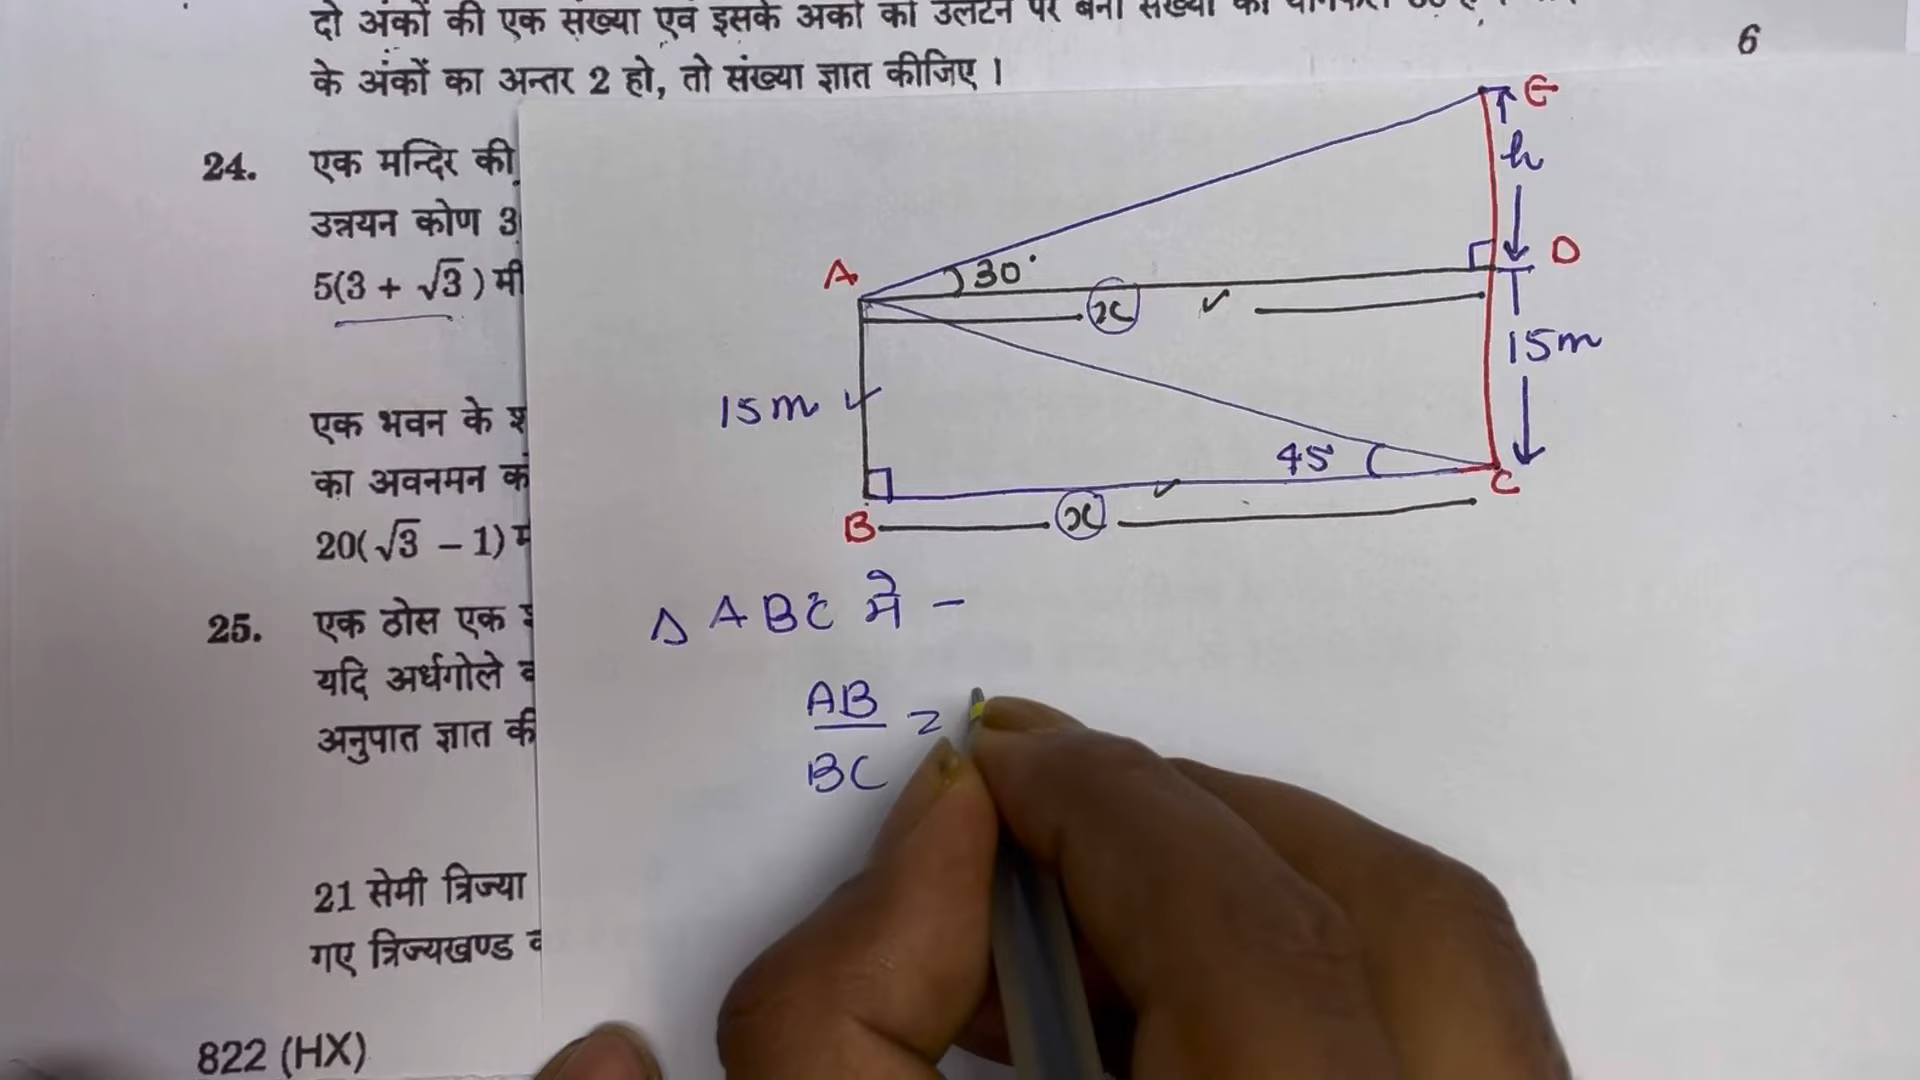 दो अंकों की एक संख्या एवं इसके अंकों को उलटने पर बनी संख्या का
6
के अंकों का अन्तर 2 हो, तो संख्या ज्ञात कीजिए ।
24. एक मन्दिर की
उन्नयन कोण 3
5(3 + √3) मी
एक भवन के
का अवनमन
20(√3 - 1)
25. एक ठोस एक
यदि अर्धगोले
अनुपात ज्ञात की
21 सेमी त्रिज्या
गए त्रिज्यखण्ड
822 (HX)
h
A 30° D
x
15m
15m
45°
C
B x
Δ ABC में –
AB
BC =